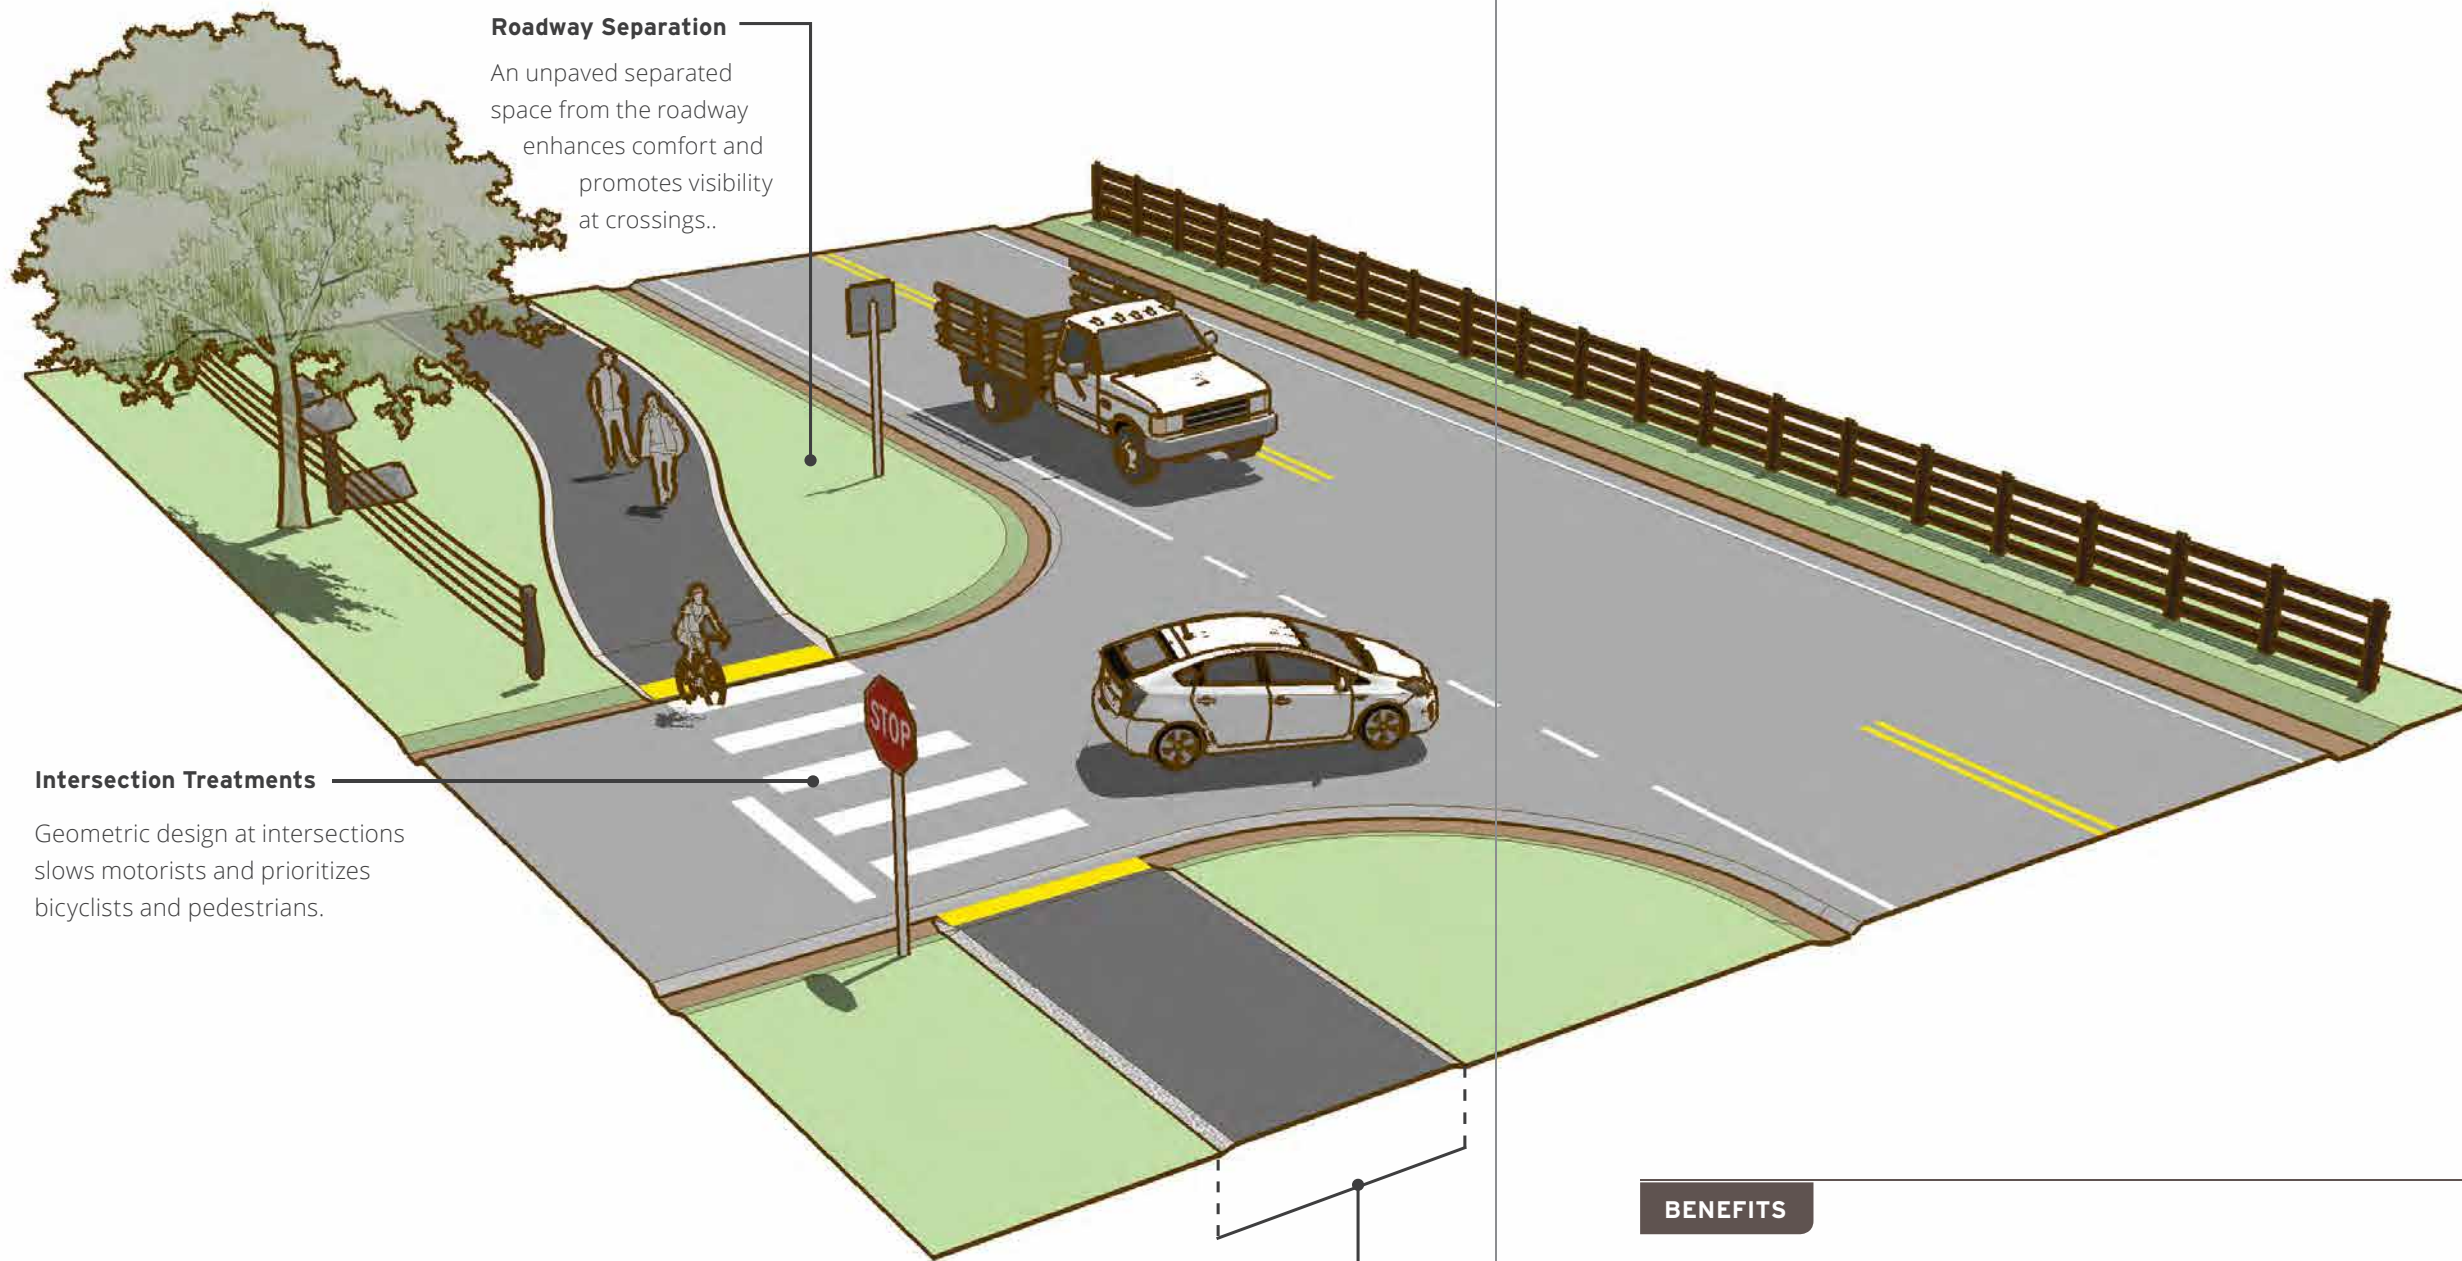 Roadway Separation
An unpaved separated
space from the roadway
enhances comfort and
promotes visibility
at crossings..
STOP
Intersection Treatments
Geometric design at intersections
slows motorists and prioritizes
bicyclists and pedestrians.
BENEFITS